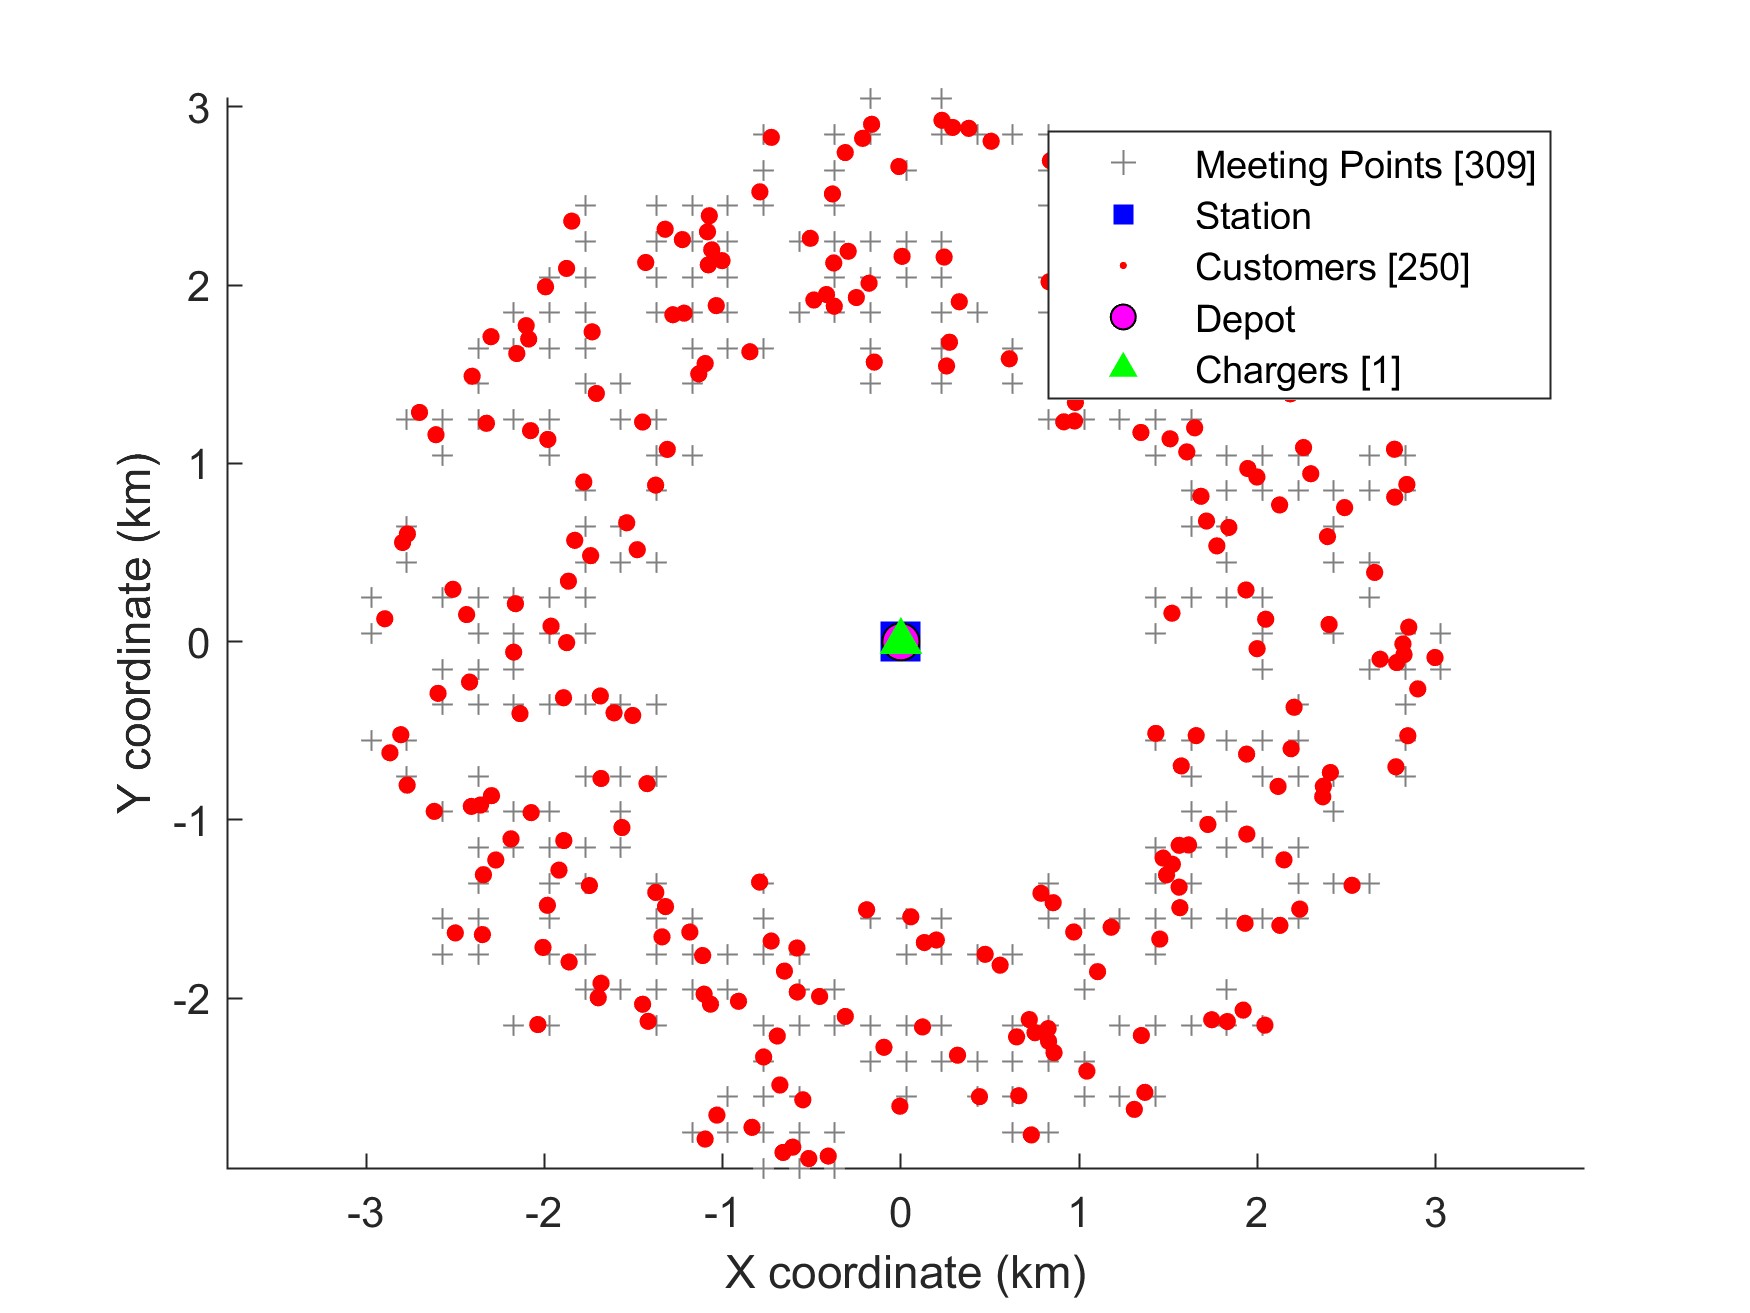 3
2
1
0
-1
-2
Y coordinate (km)
Meeting Points [309]
Station
Customers [250]
Depot
Chargers [1]
-3 -2 -1 0 1 2 3
X coordinate (km)